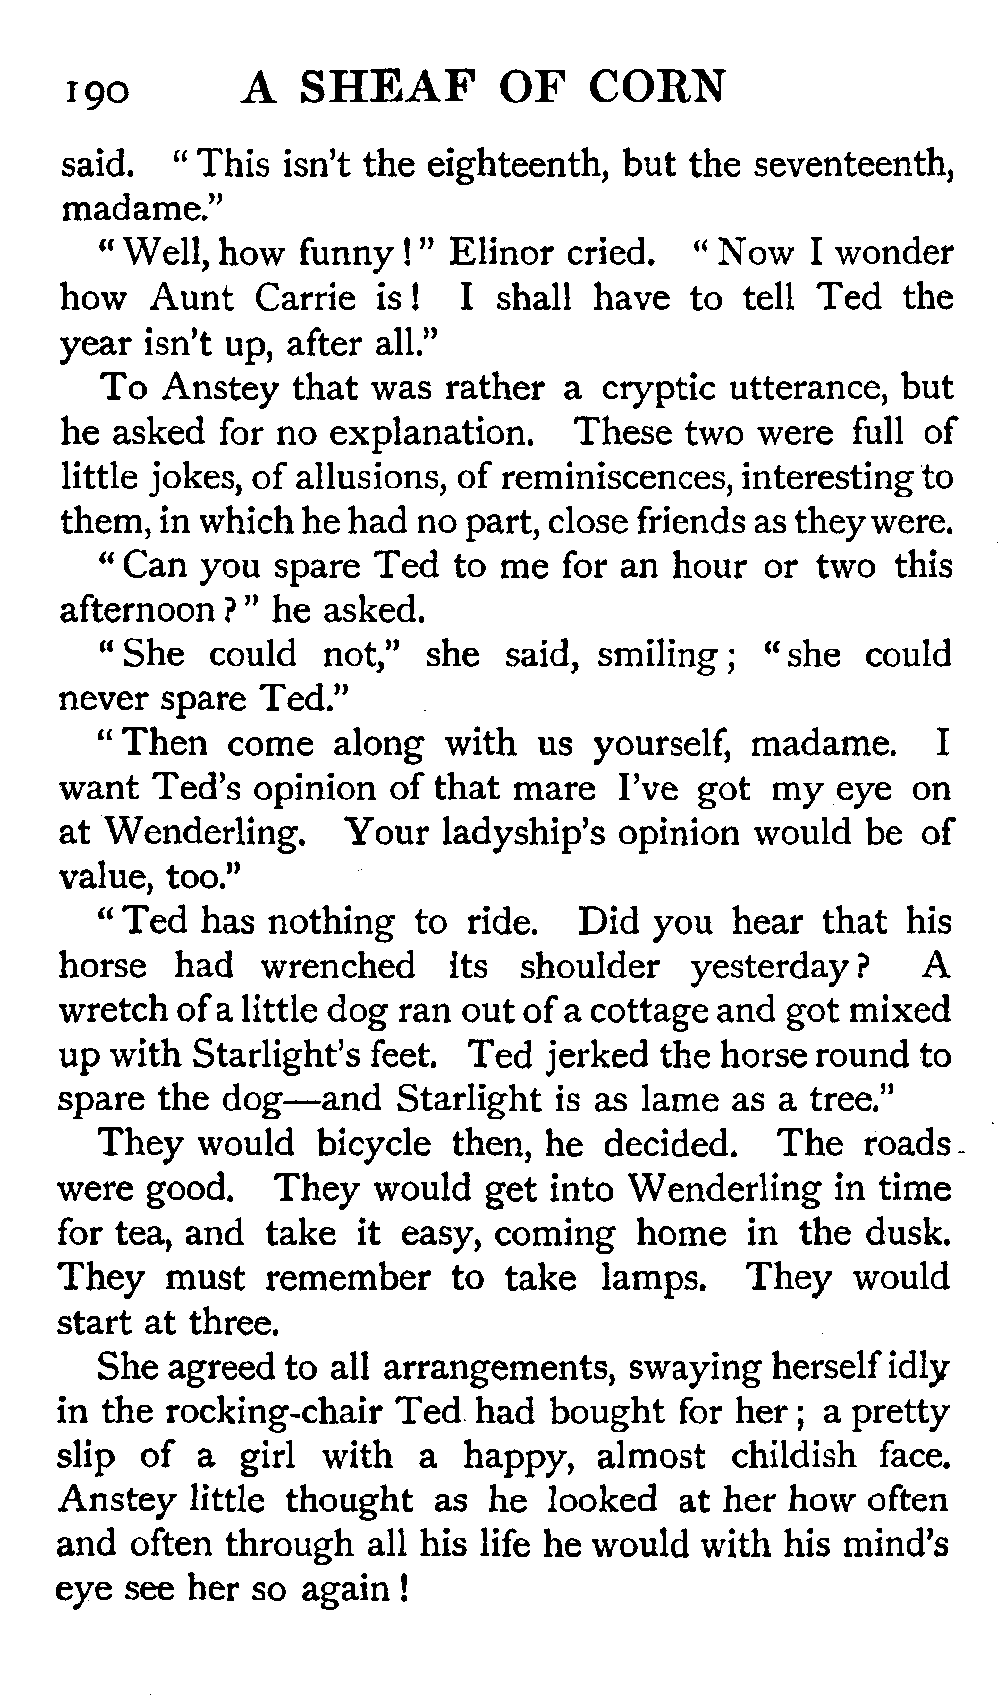 190 A SHEAF OF CORN
said. “This isn’t the eighteenth, but the seventeenth,
madame.”
“Well, how funny!” Elinor cried. “Now I wonder
how Aunt Carrie is! I shall have to tell Ted the
year isn’t up, after all.”
To Anstey that was rather a cryptic utterance, but
he asked for no explanation. These two were full of
little jokes, of allusions, of reminiscences, interesting to
them, in which he had no part, close friends as they were.
“Can you spare Ted to me for an hour or two this
afternoon?” he asked.
“She could not,” she said, smiling; “she could
never spare Ted.”
“Then come along with us yourself, madame. I
want Ted’s opinion of that mare I’ve got my eye on
at Wenderling. Your ladyship’s opinion would be of
value, too.”
“Ted has nothing to ride. Did you hear that his
horse had wrenched its shoulder yesterday? A
wretch of a little dog ran out of a cottage and got mixed
up with Starlight’s feet. Ted jerked the horse round to
spare the dog—and Starlight is as lame as a tree.”
They would bicycle then, he decided. The roads
were good. They would get into Wenderling in time
for tea, and take it easy, coming home in the dusk.
They must remember to take lamps. They would
start at three.
She agreed to all arrangements, swaying herself idly
in the rocking-chair Ted had bought for her; a pretty
slip of a girl with a happy, almost childish face.
Anstey little thought as he looked at her how often
and often through all his life he would with his mind’s
eye see her so again!